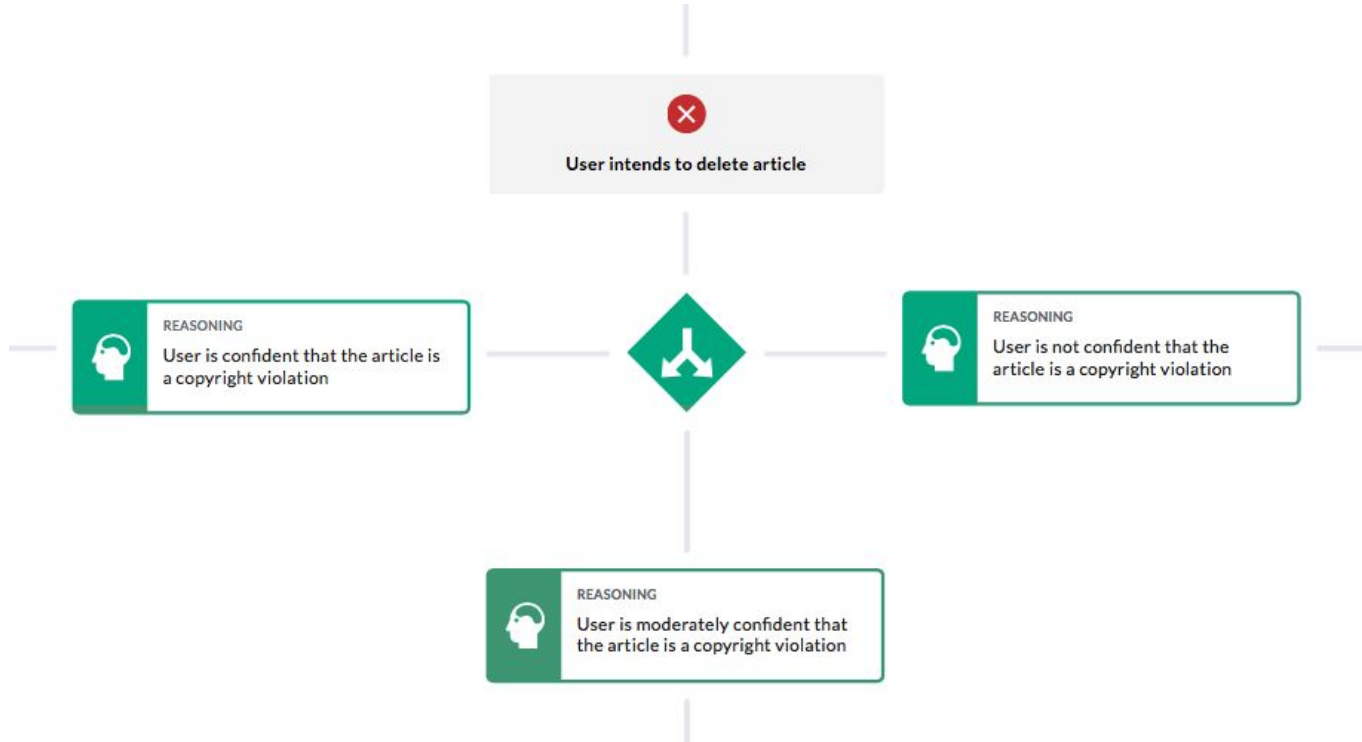 User intends to delete article
REASONING
User is confident that the article is
a copyright violation
REASONING
User is not confident that the
article is a copyright violation
REASONING
User is moderately confident that
the article is a copyright violation